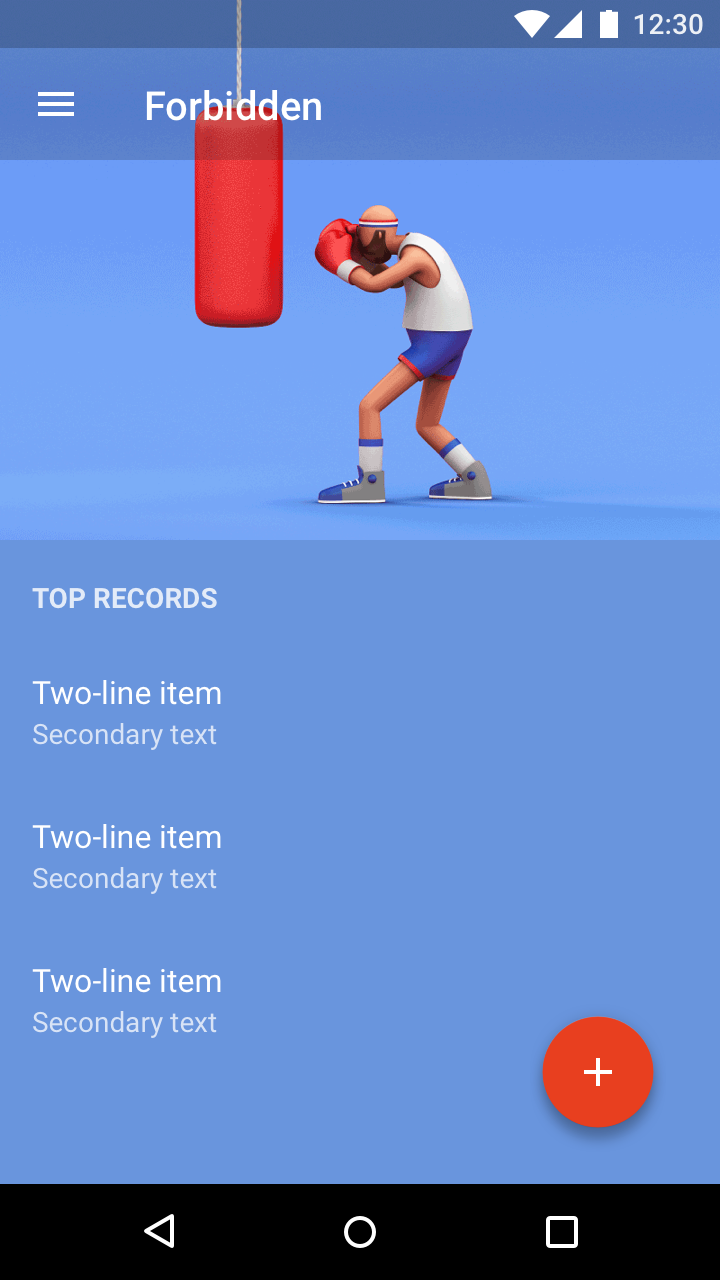 12:30
Forbidden
TOP RECORDS
Two-line item
Secondary text
Two-line item
Secondary text
Two-line item
Secondary text